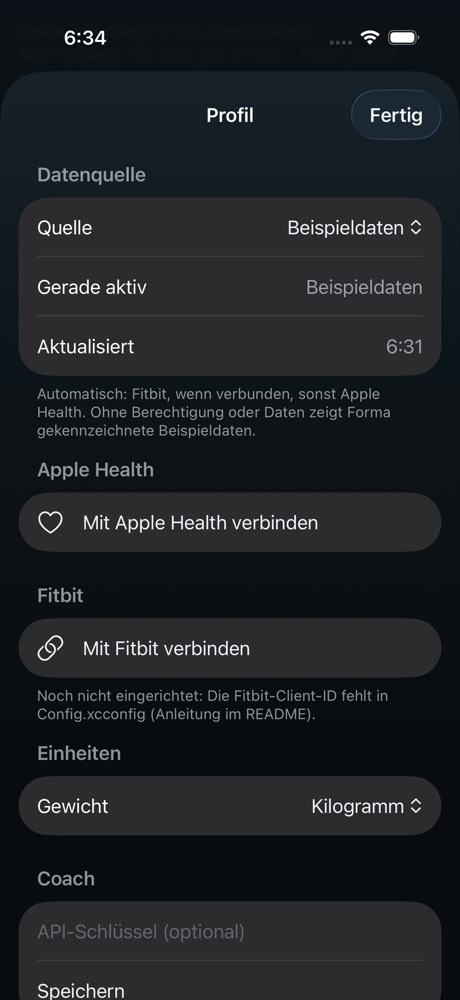 6:34
Profil
Fertig
Datenquelle
Quelle
Beispieldaten
Gerade aktiv
Beispieldaten
Aktualisiert
6:31
Automatisch: Fitbit, wenn verbunden, sonst Apple
Health. Ohne Berechtigung oder Daten zeigt Forma
gekennzeichnete Beispieldaten.
Apple Health
Mit Apple Health verbinden
Fitbit
Mit Fitbit verbinden
Noch nicht eingerichtet: Die Fitbit-Client-ID fehlt in
Config.xcconfig (Anleitung im README).
Einheiten
Gewicht
Kilogramm
Coach
API-Schlüssel (optional)
Speichern